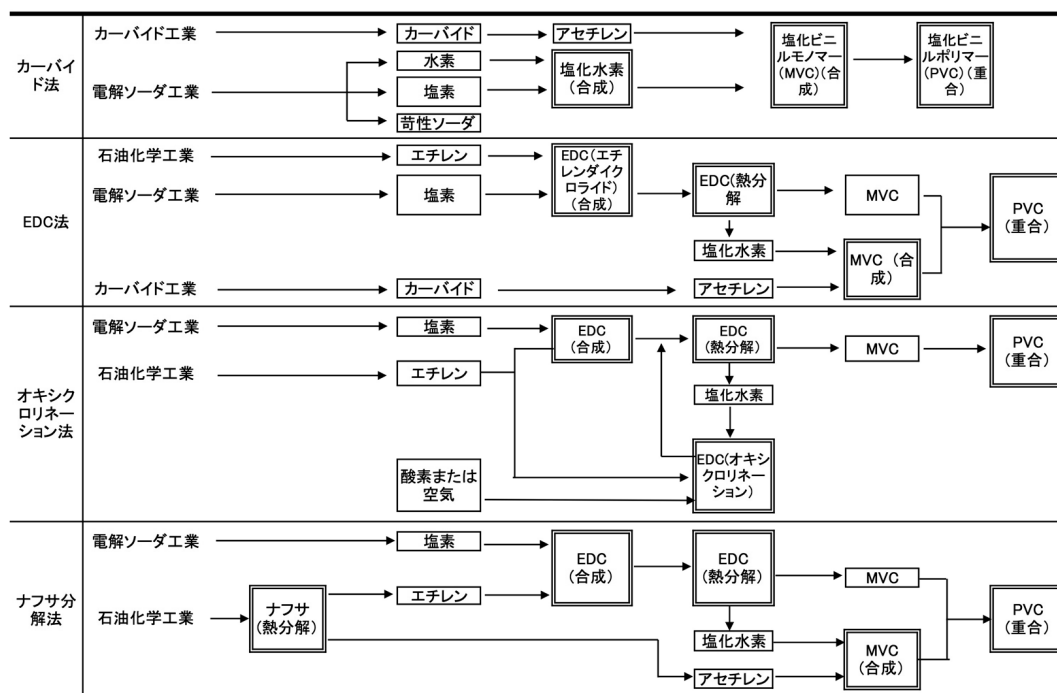 カーバイ
ド法
カーバイド工業
カーバイド
アセチレン
電解ソーダ工業
水素
塩素
苛性ソーダ
塩化水素
(合成)
塩化ビニ
ルモノマー
(MVC)(合
成)
塩化ビニ
ルポリマー
(PVC)(重
合)
EDC法
石油化学工業
エチレン
電解ソーダ工業
塩素
EDC(エチ
レンダイク
ロライド)
(合成)
EDC(熱分
解
MVC
塩化水素
MVC (合
成)
PVC
(重合)
カーバイド工業
カーバイド
アセチレン
オキシク
ロリネー
ション法
電解ソーダ工業
塩素
EDC
(合成)
EDC
(熱分解)
MVC
PVC
(重合)
石油化学工業
エチレン
塩化水素
酸素または
空気
EDC(オキシ
クロリネー
ション)
ナフサ分
解法
電解ソーダ工業
塩素
EDC
(合成)
EDC
(熱分解)
MVC
石油化学工業
ナフサ
(熱分解)
エチレン
塩化水素
アセチレン
MVC
(合成)
PVC
(重合)